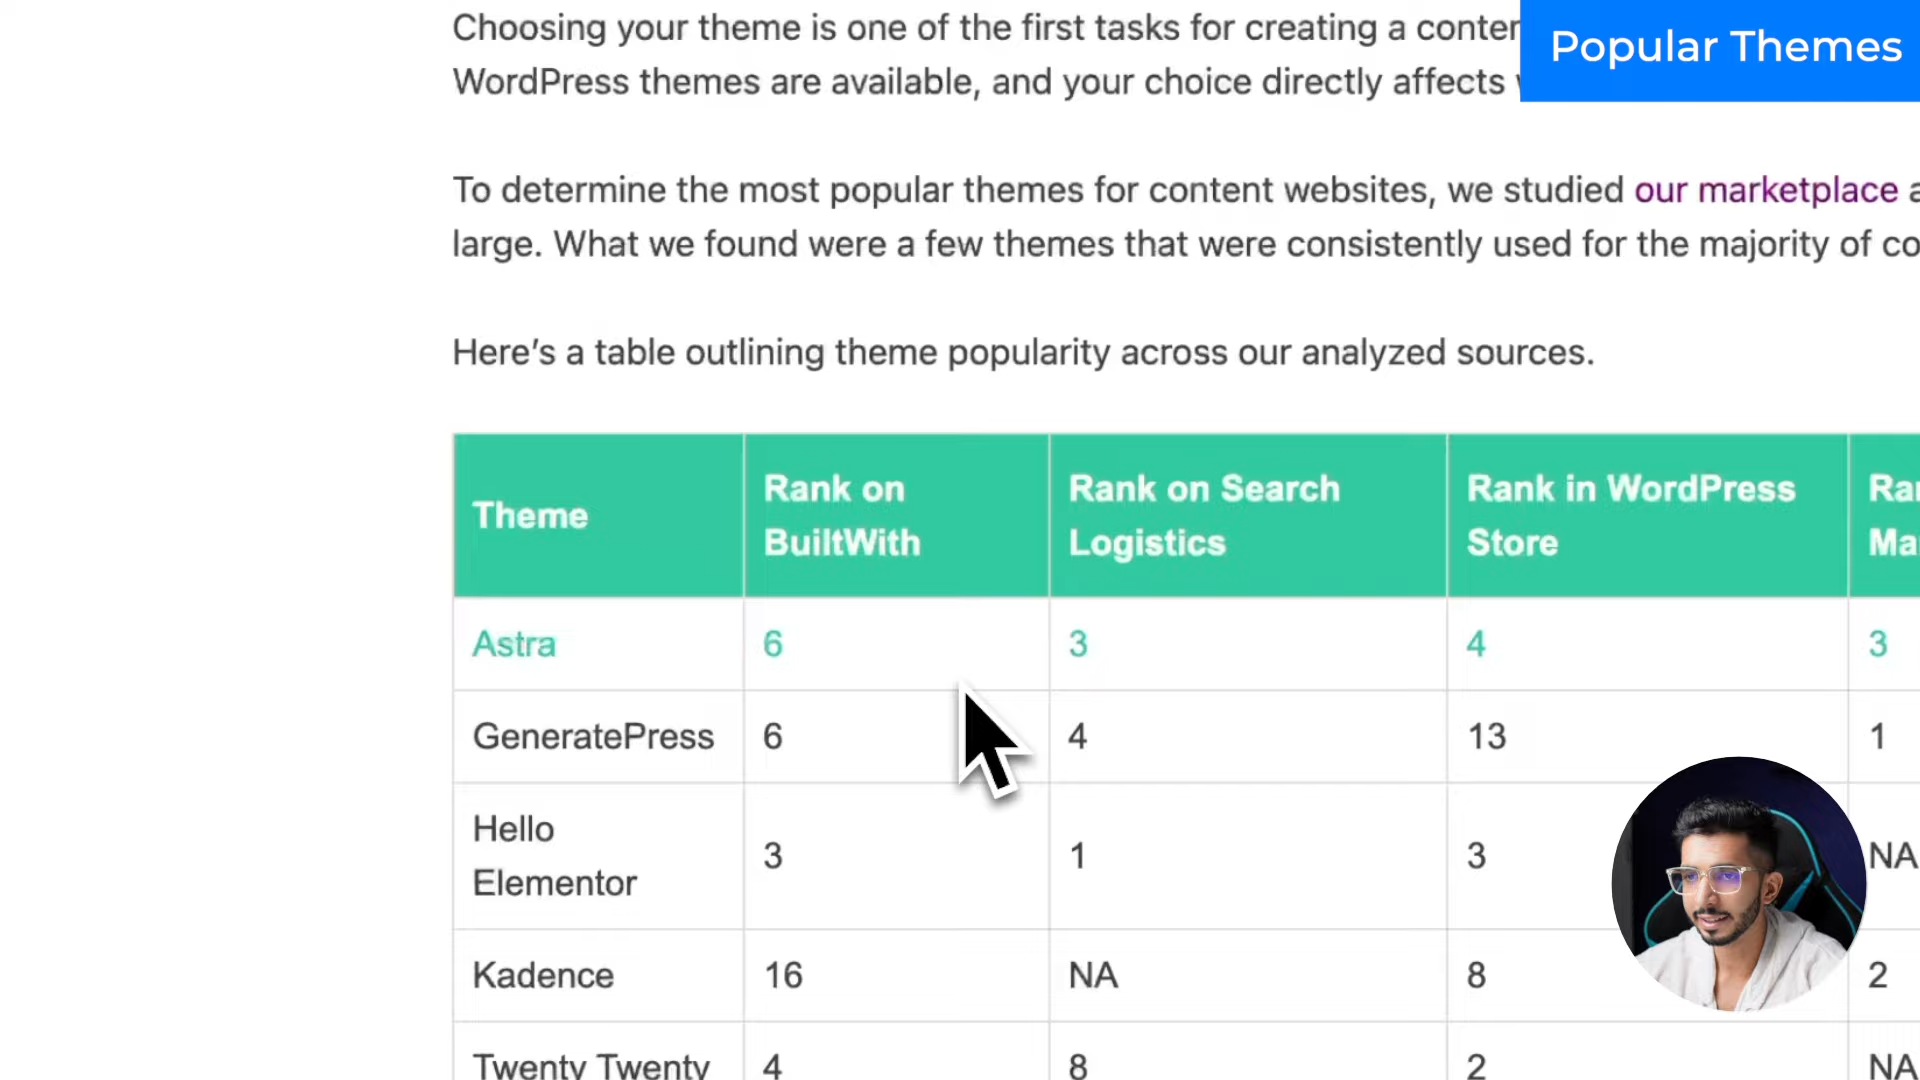 Choosing your theme is one of the first tasks for creating a conten
Popular Themes
WordPress themes are available, and your choice directly affects
To determine the most popular themes for content websites, we studied our marketplace a
large. What we found were a few themes that were consistently used for the majority of co
Here’s a table outlining theme popularity across our analyzed sources.
Theme
Rank on
BuiltWith
Rank on Search
Logistics
Rank in WordPress
Store
Ra
Ma
Astra 6 3 4 3
GeneratePress 6 4 13 1
Hello
Elementor
3 1 3 NA
Kadence 16 NA 8 2
Twenty Twenty 4 8 2 NA